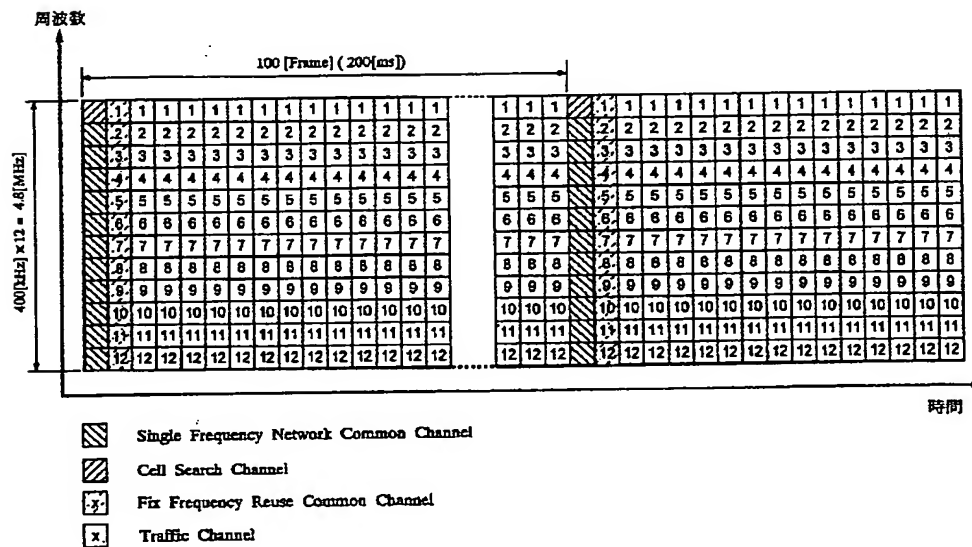 周波数
100 [Frame] ( 200[ms])
400[kHz] x 12 = 4.8[MHz]
1 1 1 1 1 1 1 1 1 1 1 1 1 1 1 1 1 1 1 1 1 1 1 1 1 1 1 1 1 1 1 1
2 2 2 2 2 2 2 2 2 2 2 2 2 2 2 2 2 2 2 2 2 2 2 2 2 2 2 2 2 2 2 2
3 3 3 3 3 3 3 3 3 3 3 3 3 3 3 3 3 3 3 3 3 3 3 3 3 3 3 3 3 3 3 3
4 4 4 4 4 4 4 4 4 4 4 4 4 4 4 4 4 4 4 4 4 4 4 4 4 4 4 4 4 4 4 4
5 5 5 5 5 5 5 5 5 5 5 5 5 5 5 5 5 5 5 5 5 5 5 5 5 5 5 5 5 5 5 5
6 6 6 6 6 6 6 6 6 6 6 6 6 6 6 6 6 6 6 6 6 6 6 6 6 6 6 6 6 6 6 6
7 7 7 7 7 7 7 7 7 7 7 7 7 7 7 7 7 7 7 7 7 7 7 7 7 7 7 7 7 7 7 7
8 8 8 8 8 8 8 8 8 8 8 8 8 8 8 8 8 8 8 8 8 8 8 8 8 8 8 8 8 8 8 8
9 9 9 9 9 9 9 9 9 9 9 9 9 9 9 9 9 9 9 9 9 9 9 9 9 9 9 9 9 9 9 9
10 10 10 10 10 10 10 10 10 10 10 10 10 10 10 10 10 10 10 10 10 10 10 10 10 10 10 10 10 10 10 10
11 11 11 11 11 11 11 11 11 11 11 11 11 11 11 11 11 11 11 11 11 11 11 11 11 11 11 11 11 11 11 11
12 12 12 12 12 12 12 12 12 12 12 12 12 12 12 12 12 12 12 12 12 12 12 12 12 12 12 12 12 12 12 12
時間
Single Frequency Network Common Channel
Cell Search Channel
x Fix Frequency Reuse Common Channel
x Traffic Channel